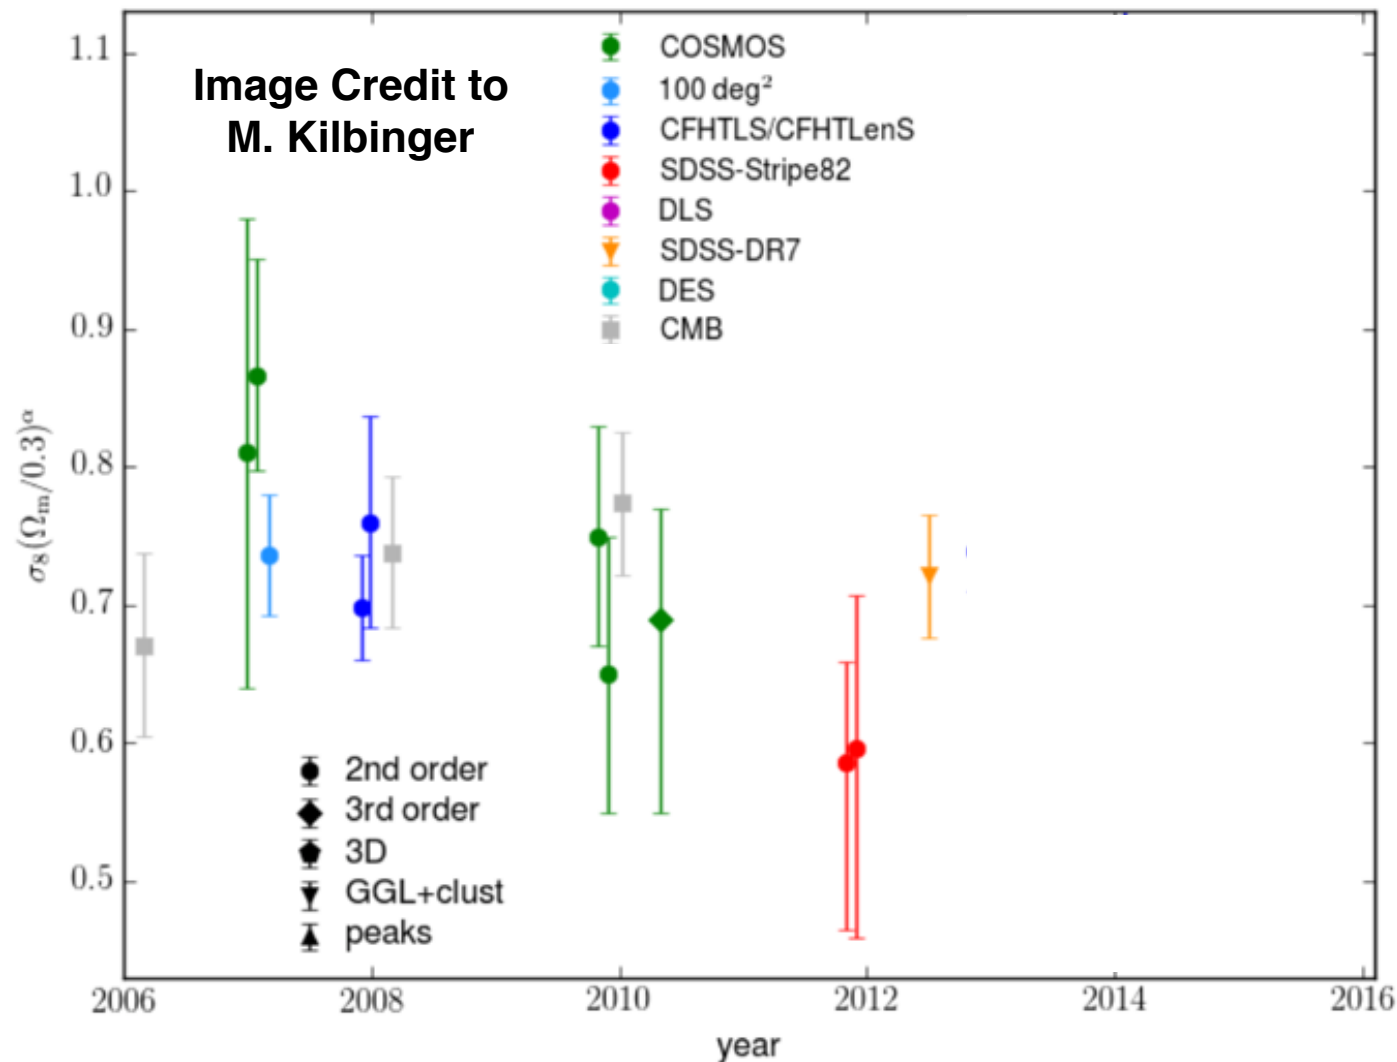 Image Credit to
M. Kilbinger
COSMOS
100 deg²
CFHTLS/CFHTLenS
SDSS-Stripe82
DLS
SDSS-DR7
DES
CMB
2nd order
3rd order
3D
GGL+clust
peaks
1.1
1.0
0.9
0.8
0.7
0.6
0.5
σ₈(Ωₘ/0.3)^α
2006
2008
2010
2012
2014
2016
year